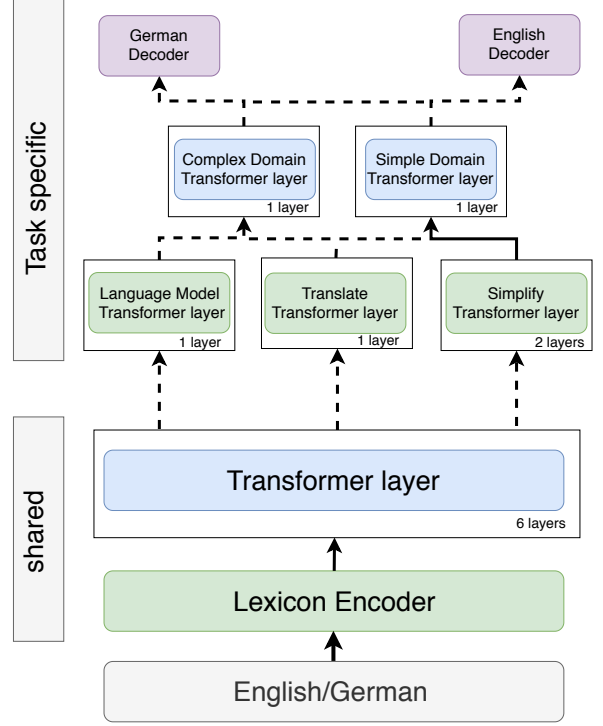 German
Decoder
English
Decoder
Task specific
Complex Domain
Transformer layer
1 layer
Simple Domain
Transformer layer
1 layer
Language Model
Transformer layer
1 layer
Translate
Transformer layer
1 layer
Simplify
Transformer layer
2 layers
shared
Transformer layer
6 layers
Lexicon Encoder
English/German